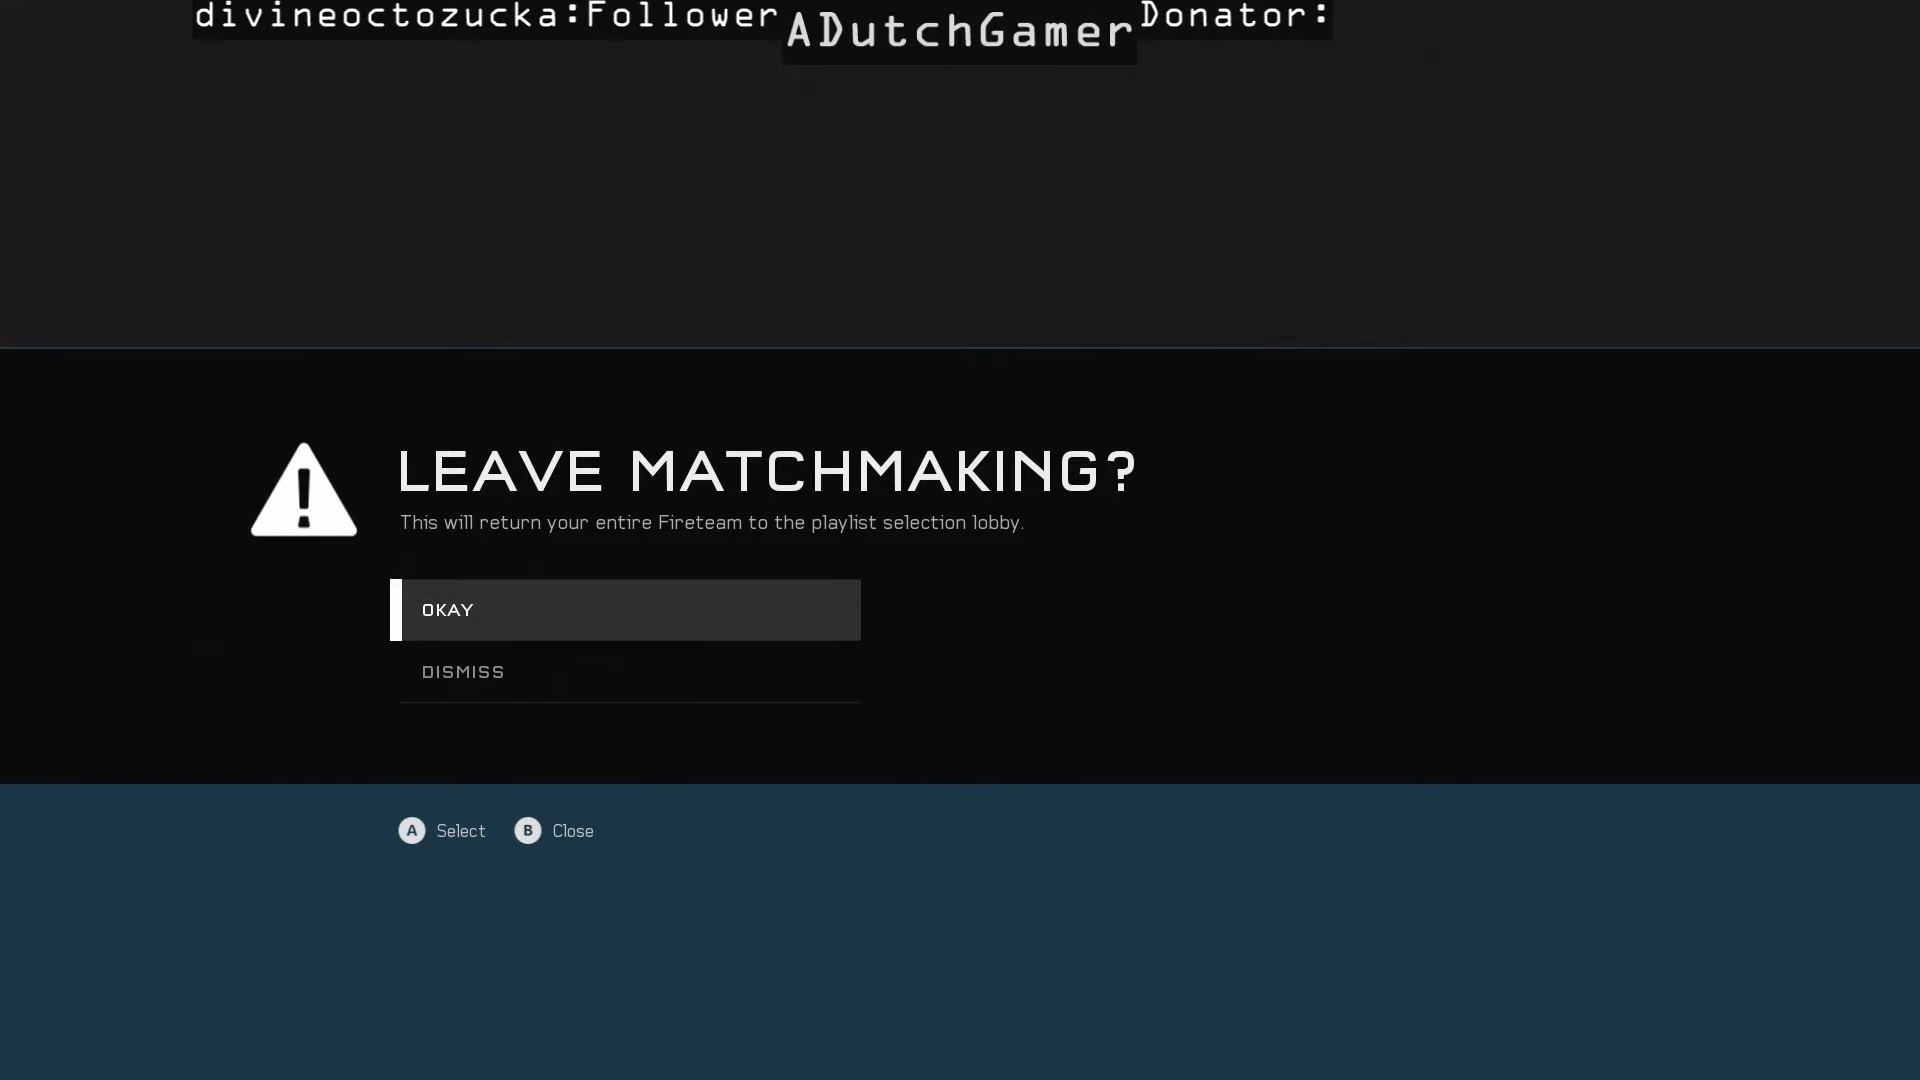 divineoctozucka:Follower ADutchGamer Donator:
LEAVE MATCHMAKING?
This will return your entire Fireteam to the playlist selection lobby.
OKAY
DISMISS
A Select B Close